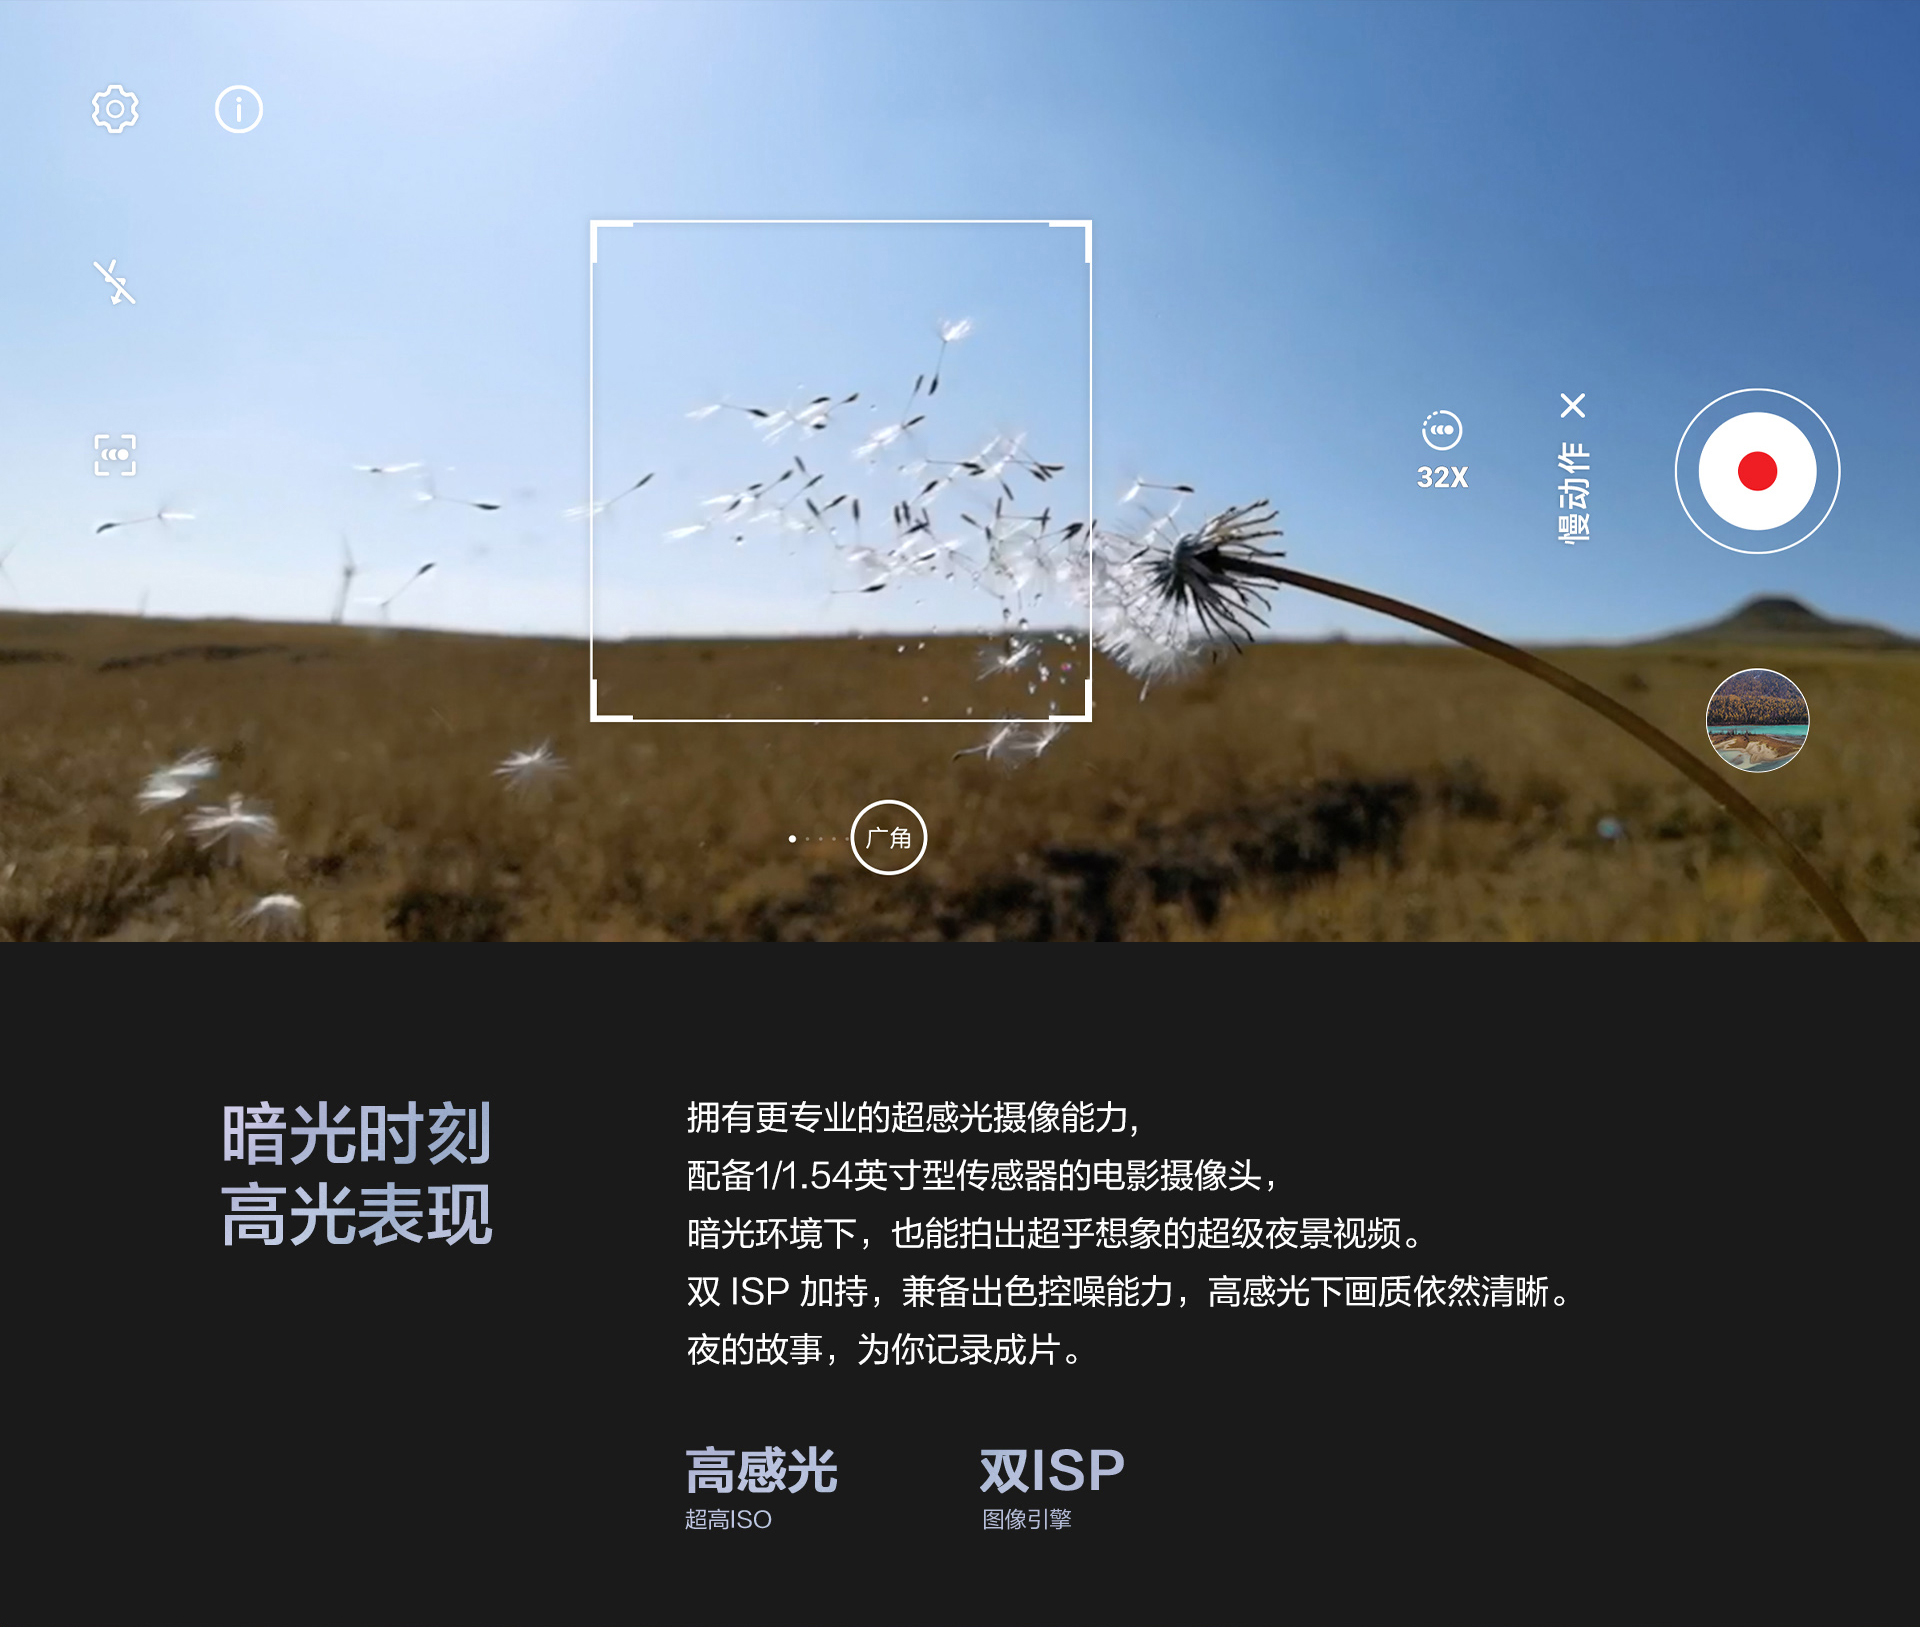 32X
慢动作
广角
暗光时刻
高光表现
拥有更专业的超感光摄像能力，
配备1/1.54英寸型传感器的电影摄像头，
暗光环境下，也能拍出超乎想象的超级夜景视频。
双 ISP 加持，兼备出色控噪能力，高感光下画质依然清晰。
夜的故事，为你记录成片。
高感光
双ISP
超高ISO
图像引擎